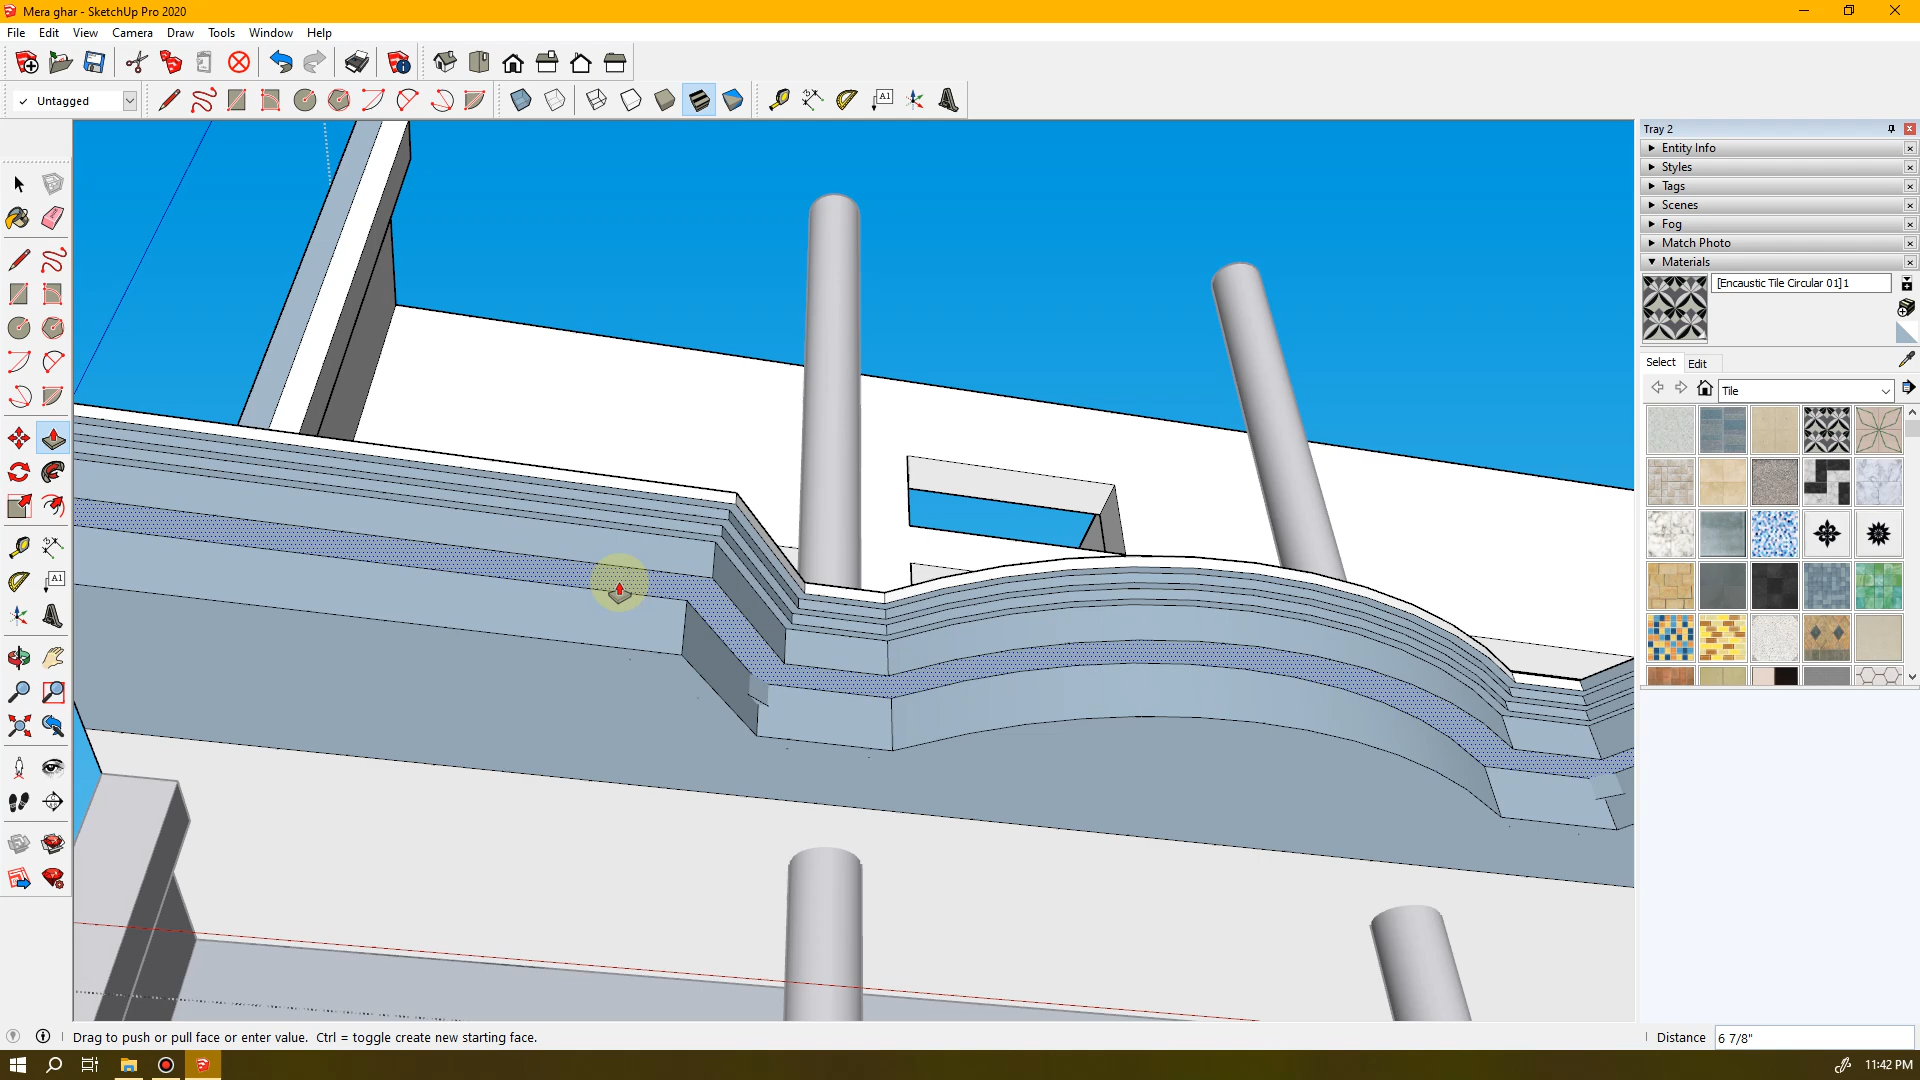 Mera ghar - SketchUp Pro 2020
File Edit View Camera Draw Tools Window Help
✓ Untagged
A1
Tray 2
Entity Info
Styles
Tags
Scenes
Fog
Match Photo
Materials
[Encaustic Tile Circular 01]1
Select Edit
Tile
A1
Drag to push or pull face or enter value. Ctrl = toggle create new starting face.
Distance 6 7/8"
11:42 PM